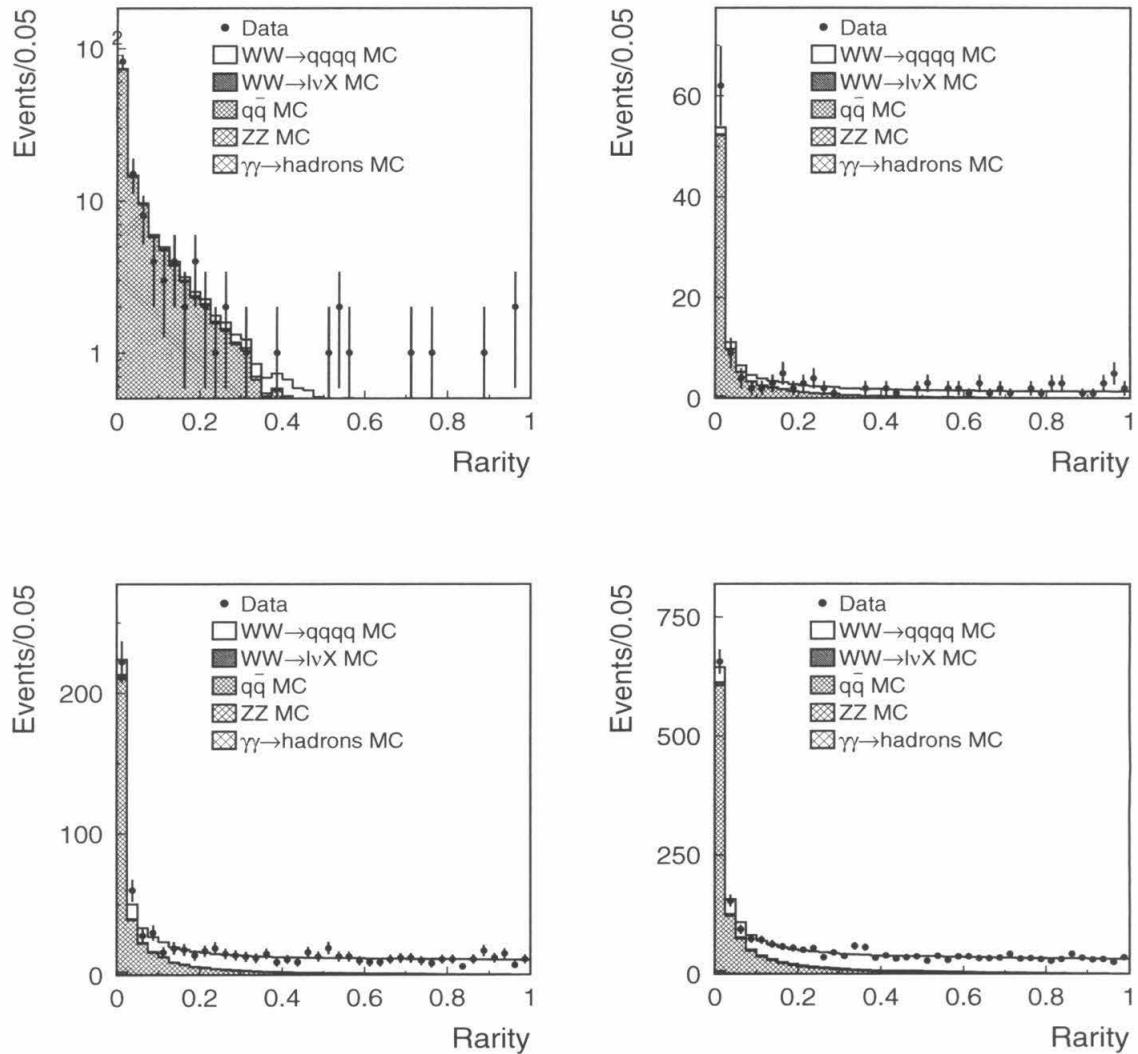 Events/0.05
10²
10
1
Data
WW→qqqq MC
WW→lνX MC
qq̄ MC
ZZ MC
γγ→hadrons MC
0 0.2 0.4 0.6 0.8 1
Rarity
Events/0.05
60
40
20
0
Data
WW→qqqq MC
WW→lνX MC
qq̄ MC
ZZ MC
γγ→hadrons MC
0 0.2 0.4 0.6 0.8 1
Rarity
Events/0.05
200
100
0
Data
WW→qqqq MC
WW→lνX MC
qq̄ MC
ZZ MC
γγ→hadrons MC
0 0.2 0.4 0.6 0.8 1
Rarity
Events/0.05
750
500
250
0
Data
WW→qqqq MC
WW→lνX MC
qq̄ MC
ZZ MC
γγ→hadrons MC
0 0.2 0.4 0.6 0.8 1
Rarity